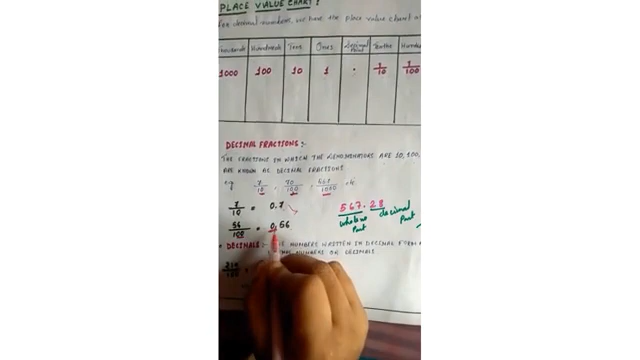 PLACE VALUE CHART :
For decimal numbers, we have the place value chart as
Thousands Hundreds Tens Ones Decimal Point Tenths
1000 100 10 1 . 1/10 1/100
DECIMAL FRACTIONS :-
THE FRACTIONS IN WHICH THE DENOMINATORS ARE 10, 100,
ARE KNOWN AS DECIMAL FRACTIONS
eg 7/10 , /100 , /1000
7/10 = 0.7
567.28
whole no decimal
Part Part
56/100 = 0.56
DECIMALS :- NUMBERS WRITTEN IN DECIMAL FORM
NUMBERS OR DECIMALS